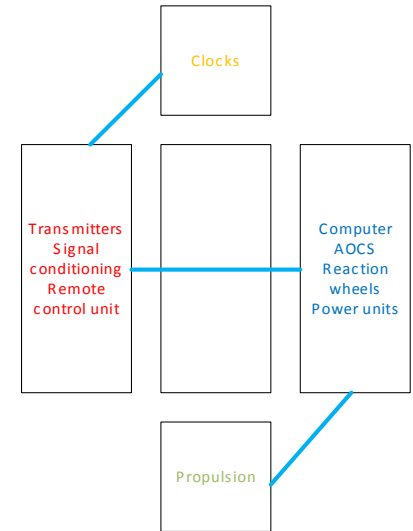 Clocks
Transmitters
Signal
conditioning
Remote
control unit
Computer
AOCS
Reaction
wheels
Power units
Propulsion